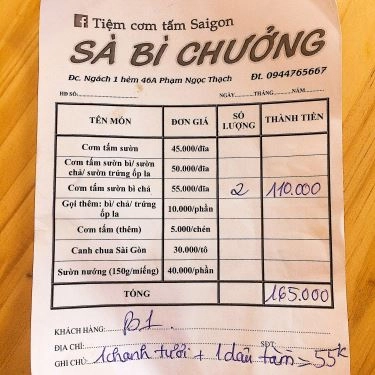 f Tiệm cơm tấm Saigon
SÀ BÌ CHƯỞNG
Đc. Ngách 1 hẻm 46A Phạm Ngọc Thạch Đt. 0944765667
HĐ SỐ: NGÀY THÁNG NĂM
TÊN MÓN ĐƠN GIÁ SỐ LƯỢNG THÀNH TIỀN
Cơm tấm sườn 45.000/đĩa
Cơm tấm sườn bì/ sườn chả/ sườn trứng ốp la 50.000/đĩa
Cơm tấm sườn bì chả 55.000/đĩa 2 110.000
Gọi thêm: bì/ chả/ trứng ốp la 10.000/phần
Cơm tấm (thêm) 5.000/chén
Canh chua Sài Gòn 30.000/tô
Sườn nướng (150g/miếng) 40.000/phần
TỔNG 165.000
KHÁCH HÀNG: B1.
ĐỊA CHỈ: SĐT:
GHI CHÚ: 1 chanh tươi + 1 dâu tằm = 55k